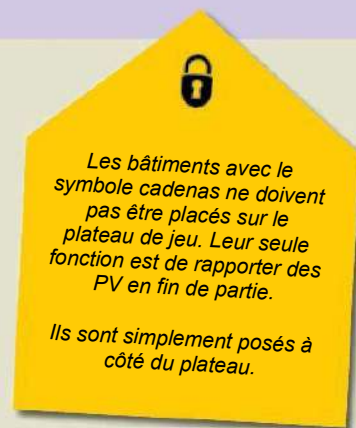 Les bâtiments avec le
symbole cadenas ne doivent
pas être placés sur le
plateau de jeu. Leur seule
fonction est de rapporter des
PV en fin de partie.
Ils sont simplement posés à
côté du plateau.